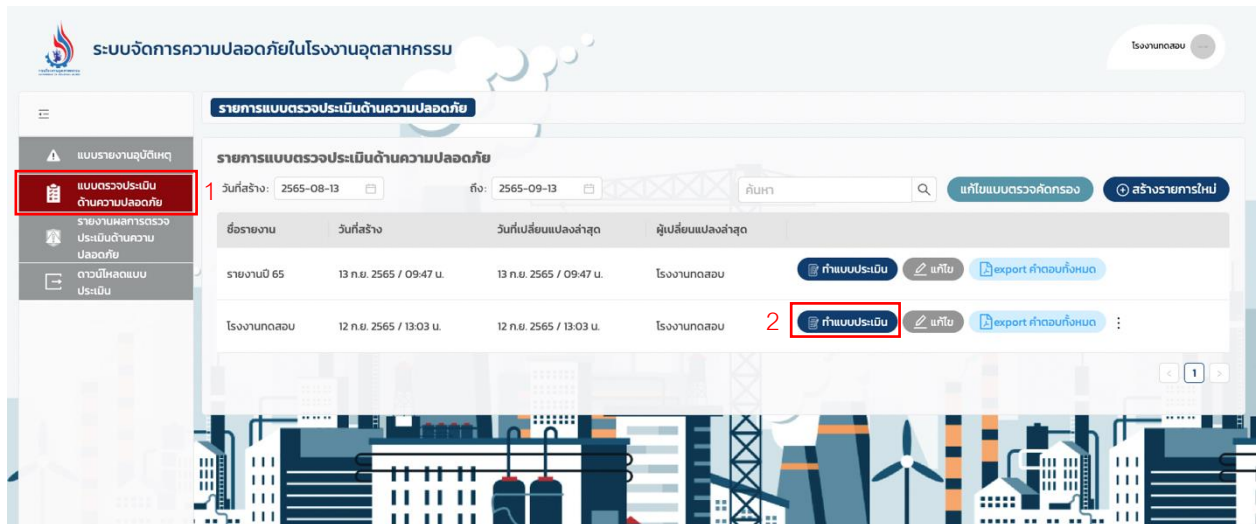 ระบบจัดการความปลอดภัยในโรงงานอุตสาหกรรม
โรงงานทดสอบ
รายการแบบตรวจประเมินด้านความปลอดภัย
แบบรายงานอุบัติเหตุ
1 แบบตรวจประเมิน
ด้านความปลอดภัย
รายงานผลการตรวจ
ประเมินด้านความ
ปลอดภัย
ดาวน์โหลดแบบ
ประเมิน
รายการแบบตรวจประเมินด้านความปลอดภัย
วันที่สร้าง: 2565-08-13 ถึง: 2565-09-13 ค้นหา แก้ไขแบบตรวจคัดกรอง สร้างรายการใหม่
ชื่อรายงาน วันที่สร้าง วันที่เปลี่ยนแปลงล่าสุด ผู้เปลี่ยนแปลงล่าสุด
รายงานปี 65 13 ก.ย. 2565 / 09:47 น. 13 ก.ย. 2565 / 09:47 น. โรงงานทดสอบ ทำแบบประเมิน แก้ไข export คำตอบทั้งหมด
โรงงานทดสอบ 12 ก.ย. 2565 / 13:03 น. 12 ก.ย. 2565 / 13:03 น. โรงงานทดสอบ 2 ทำแบบประเมิน แก้ไข export คำตอบทั้งหมด
< 1 >